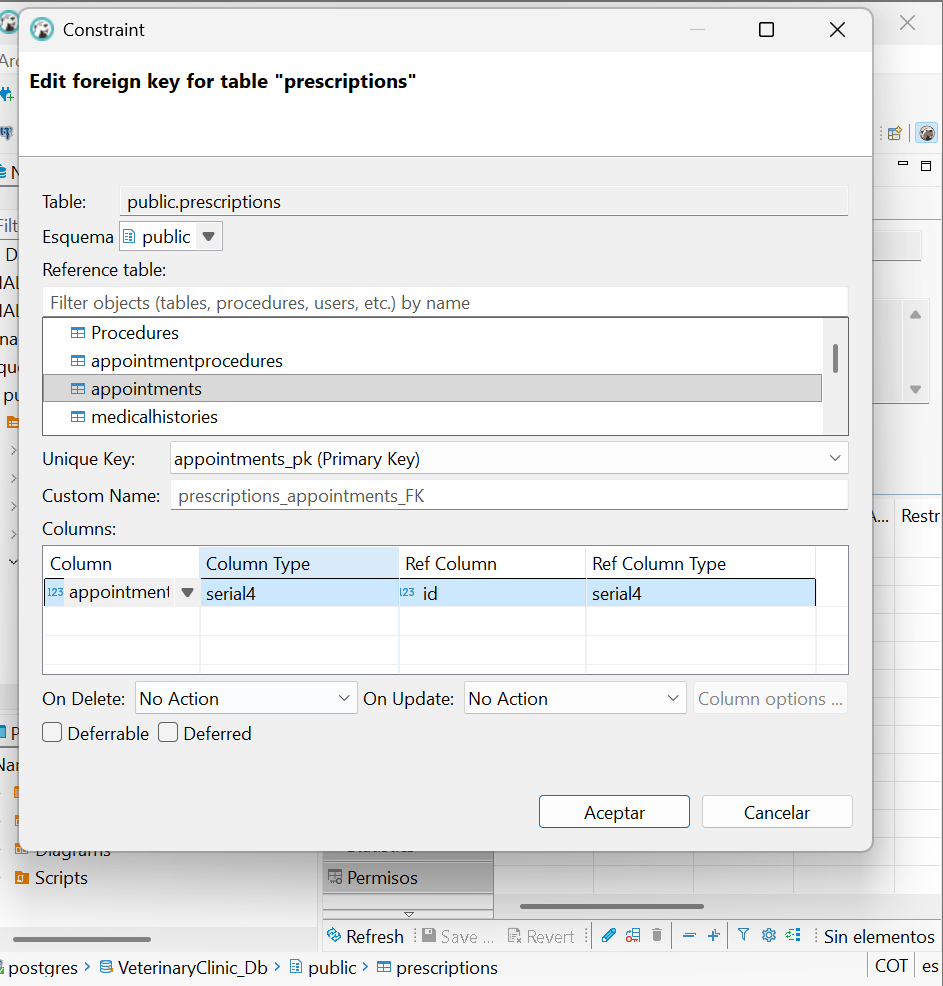 Constraint
Edit foreign key for table "prescriptions"
Table: public.prescriptions
Esquema public
Reference table:
Filter objects (tables, procedures, users, etc.) by name
Procedures
appointmentprocedures
appointments
medicalhistories
Unique Key: appointments_pk (Primary Key)
Custom Name: prescriptions_appointments_FK
Columns:
Column Column Type Ref Column Ref Column Type
123 appointment serial4 123 id serial4
On Delete: No Action On Update: No Action Column options ...
Deferrable Deferred
Aceptar Cancelar
Restr
Diagrams
Scripts
Permisos
Refresh Save ... Revert Sin elementos
postgres VeterinaryClinic_Db public prescriptions COT es